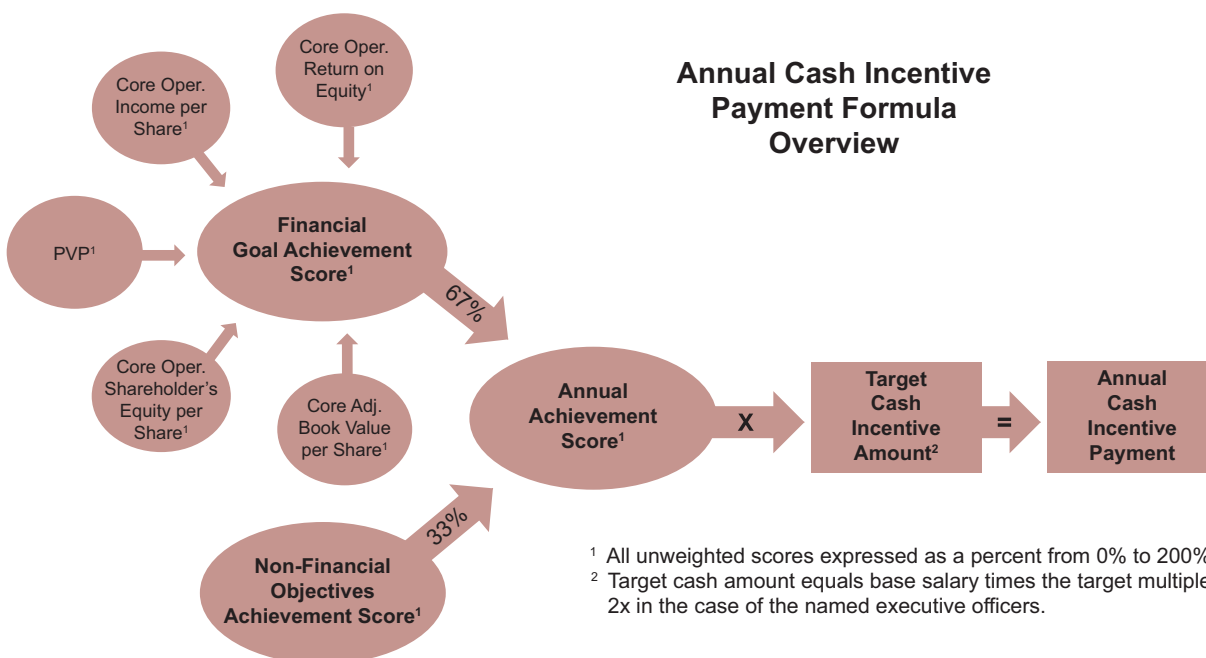 Annual Cash Incentive
Payment Formula
Overview
Core Oper.
Return on
Equity¹
Core Oper.
Income per
Share¹
PVP¹
Financial
Goal Achievement
Score¹
67%
Core Oper.
Shareholder’s
Equity per
Share¹
Core Adj.
Book Value
per Share¹
Annual
Achievement
Score¹
X
Target
Cash
Incentive
Amount²
=
Annual
Cash
Incentive
Payment
33%
Non-Financial
Objectives
Achievement Score¹
¹ All unweighted scores expressed as a percent from 0% to 200%
² Target cash amount equals base salary times the target multiple
2x in the case of the named executive officers.